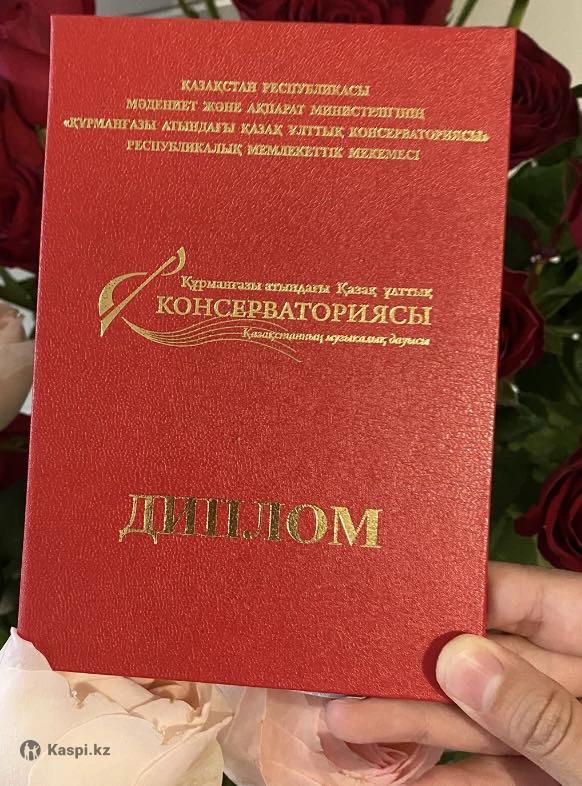 ҚАЗАҚСТАН РЕСПУБЛИКАСЫ
МӘДЕНИЕТ ЖӘНЕ АҚПАРАТ МИНИСТРЛІГІНІҢ
«ҚҰРМАНҒАЗЫ АТЫНДАҒЫ ҚАЗАҚ ҰЛТТЫҚ КОНСЕРВАТОРИЯСЫ»
РЕСПУБЛИКАЛЫҚ МЕМЛЕКЕТТІК МЕКЕМЕСІ
Құрманғазы атындағы Қазақ ұлттық
КОНСЕРВАТОРИЯСЫ
Қазақстанның музыкалық дауысы
ДИПЛОМ
Kaspi.kz